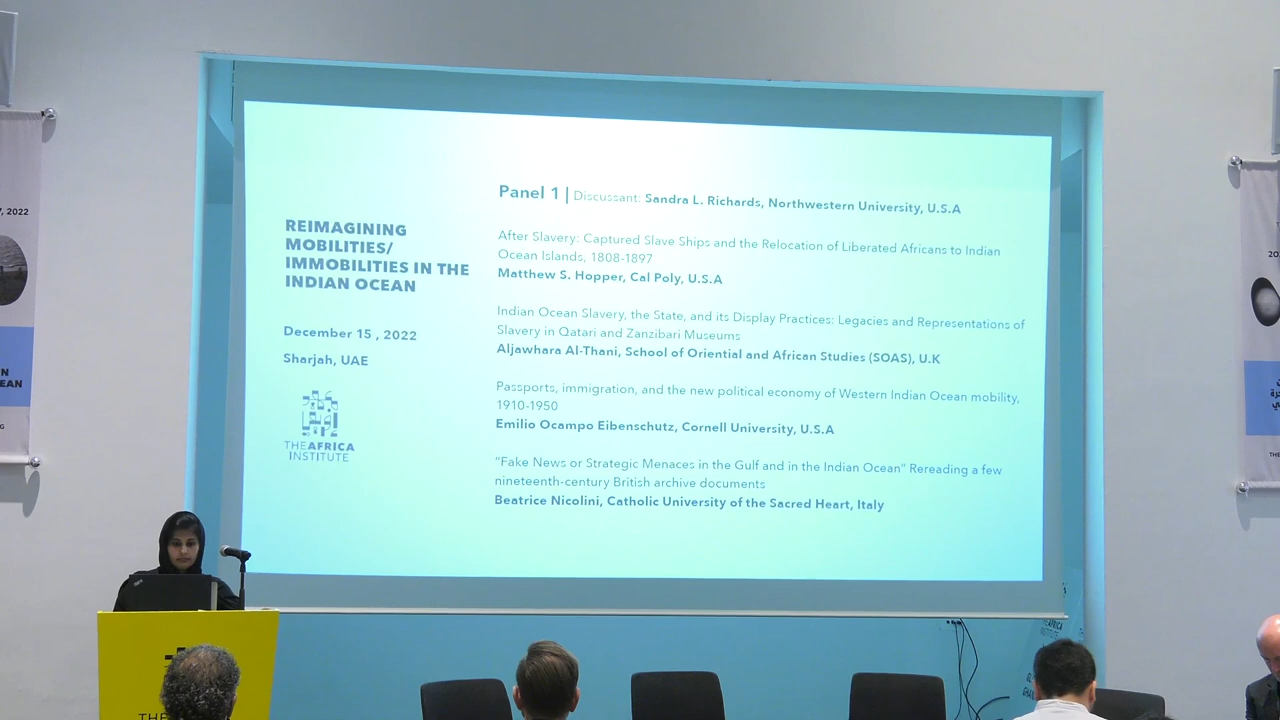 REIMAGINING
MOBILITIES/
IMMOBILITIES IN THE
INDIAN OCEAN
December 15 , 2022
Sharjah, UAE
THEAFRICA
INSTITUTE
Panel 1 | Discussant: Sandra L. Richards, Northwestern University, U.S.A
After Slavery: Captured Slave Ships and the Relocation of Liberated Africans to Indian
Ocean Islands, 1808-1897
Matthew S. Hopper, Cal Poly, U.S.A
Indian Ocean Slavery, the State, and its Display Practices: Legacies and Representations of
Slavery in Qatari and Zanzibari Museums
Aljawhara Al-Thani, School of Oriental and African Studies (SOAS), U.K
Passports, immigration, and the new political economy of Western Indian Ocean mobility,
1910-1950
Emilio Ocampo Eibenschutz, Cornell University, U.S.A
"Fake News or Strategic Menaces in the Gulf and in the Indian Ocean" Rereading a few
nineteenth-century British archive documents
Beatrice Nicolini, Catholic University of the Sacred Heart, Italy
, 2022
N
EAN
G
20
THE
AFRICA
INSTITUTE
THE